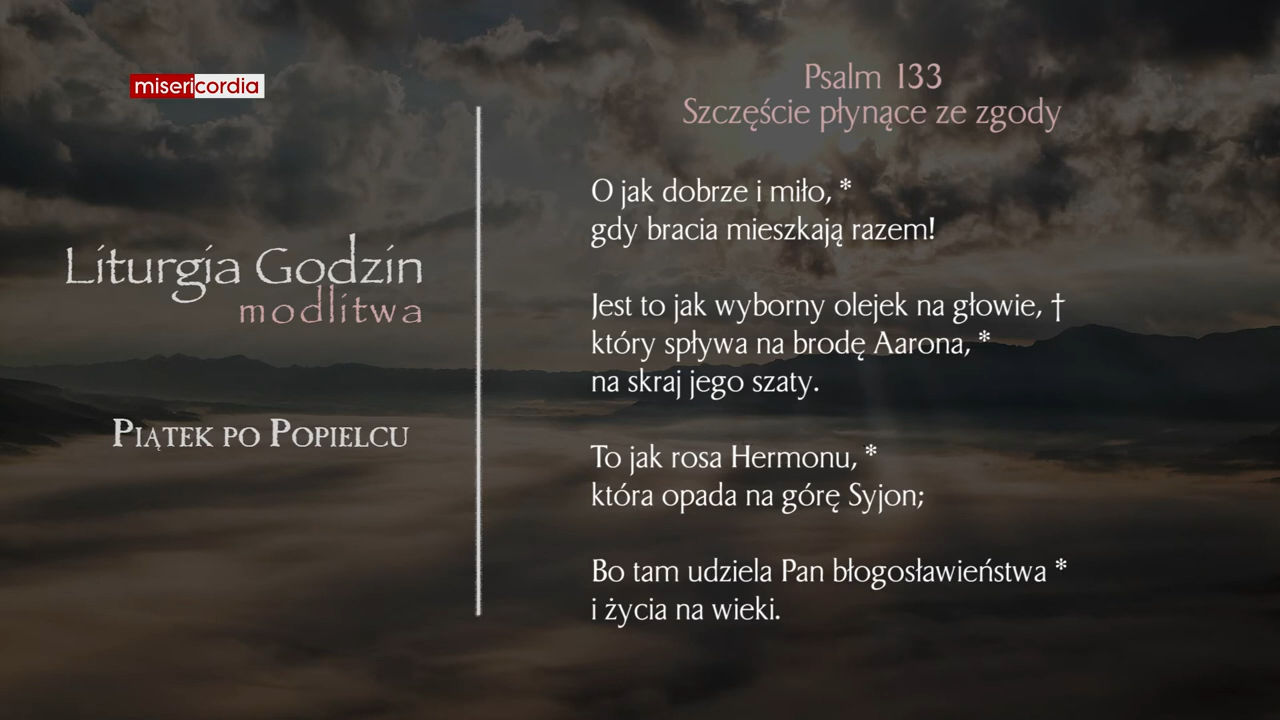 misericordia
Liturgia Godzin
modlitwa
Piątek po Popielcu
Psalm 133
Szczęście płynące ze zgody
O jak dobrze i miło, *
gdy bracia mieszkają razem!
Jest to jak wyborny olejek na głowie, †
który spływa na brodę Aarona, *
na skraj jego szaty.
To jak rosa Hermonu, *
która opada na górę Syjon;
Bo tam udziela Pan błogosławieństwa *
i życia na wieki.